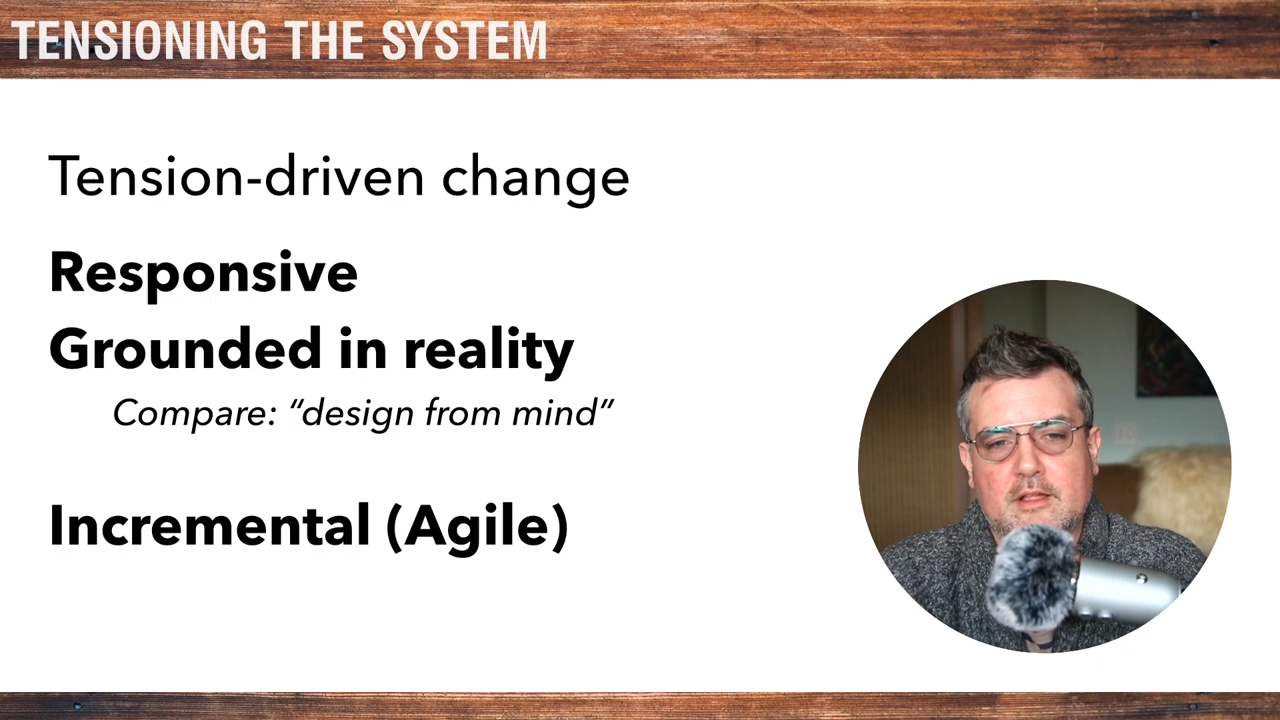 TENSIONING THE SYSTEM
Tension-driven change
Responsive
Grounded in reality
Compare: “design from mind”
Incremental (Agile)